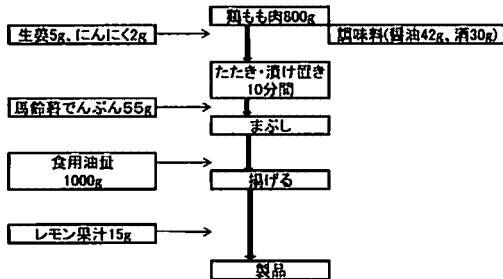 鶏もも肉800g
生姜5g、にんにく2g
調味料(醤油42g、酒30g)
たたき・漬け置き
10分間
馬鈴薯でんぷん55g
まぶし
食用油量
1000g
揚げる
レモン果汁15g
製品